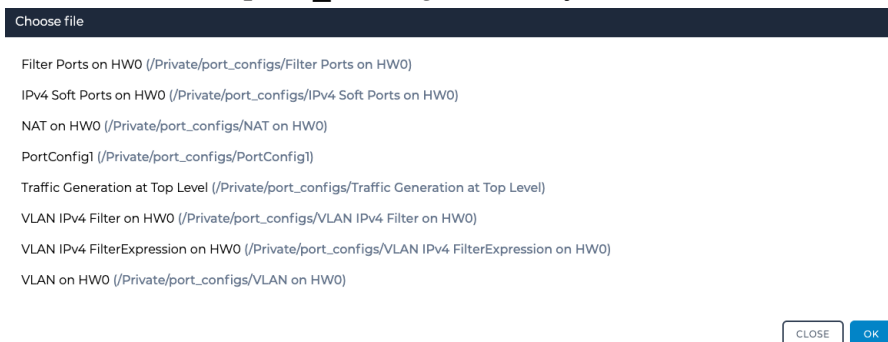 Choose file
Filter Ports on HW0 (/Private/port_configs/Filter Ports on HW0)
IPv4 Soft Ports on HW0 (/Private/port_configs/IPv4 Soft Ports on HW0)
NAT on HW0 (/Private/port_configs/NAT on HW0)
PortConfig1 (/Private/port_configs/PortConfig1)
Traffic Generation at Top Level (/Private/port_configs/Traffic Generation at Top Level)
VLAN IPv4 Filter on HW0 (/Private/port_configs/VLAN IPv4 Filter on HW0)
VLAN IPv4 FilterExpression on HW0 (/Private/port_configs/VLAN IPv4 FilterExpression on HW0)
VLAN on HW0 (/Private/port_configs/VLAN on HW0)
CLOSE OK